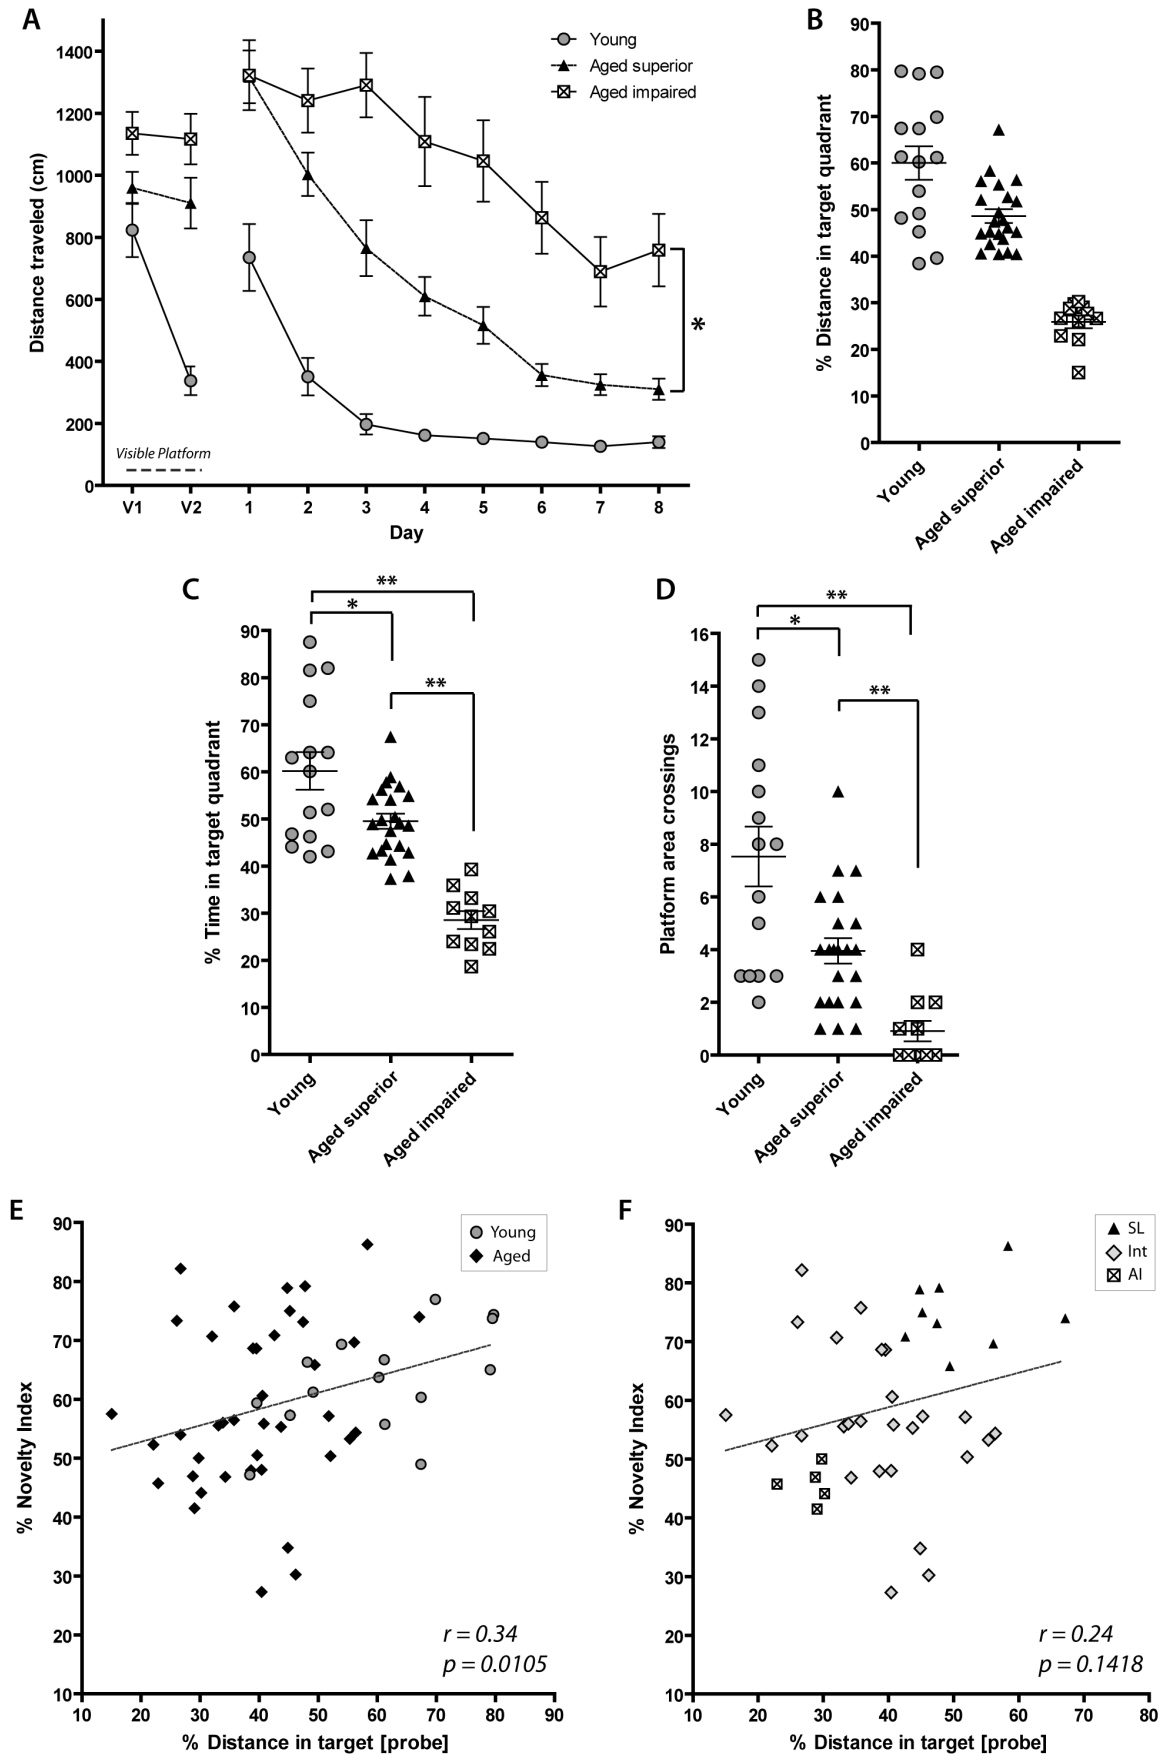 A
Distance traveled (cm)
1400
1200
1000
800
600
400
200
0
Young
Aged superior
Aged impaired
*
Visible Platform
V1 V2 1 2 3 4 5 6 7 8
Day
B
% Distance in target quadrant
90
80
70
60
50
40
30
20
10
0
Young
Aged superior
Aged impaired
C
% Time in target quadrant
**
*
**
90
80
70
60
50
40
30
20
10
0
Young
Aged superior
Aged impaired
D
Platform area crossings
**
*
**
16
14
12
10
8
6
4
2
0
Young
Aged superior
Aged impaired
E
% Novelty Index
90
80
70
60
50
40
30
20
10
Young
Aged
r = 0.34
p = 0.0105
10 20 30 40 50 60 70 80 90
% Distance in target [probe]
F
% Novelty Index
90
80
70
60
50
40
30
20
10
SL
Int
AI
r = 0.24
p = 0.1418
10 20 30 40 50 60 70 80
% Distance in target [probe]